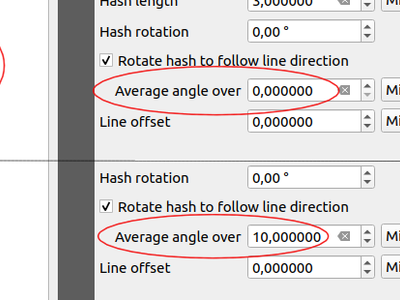 Hash length 3,000000 Mi
Hash rotation 0,00 °
Rotate hash to follow line direction
Average angle over 0,000000 Mi
Line offset 0,000000 Mi
Hash rotation 0,00 °
Rotate hash to follow line direction
Average angle over 10,000000 Mi
Line offset 0,000000 Mi